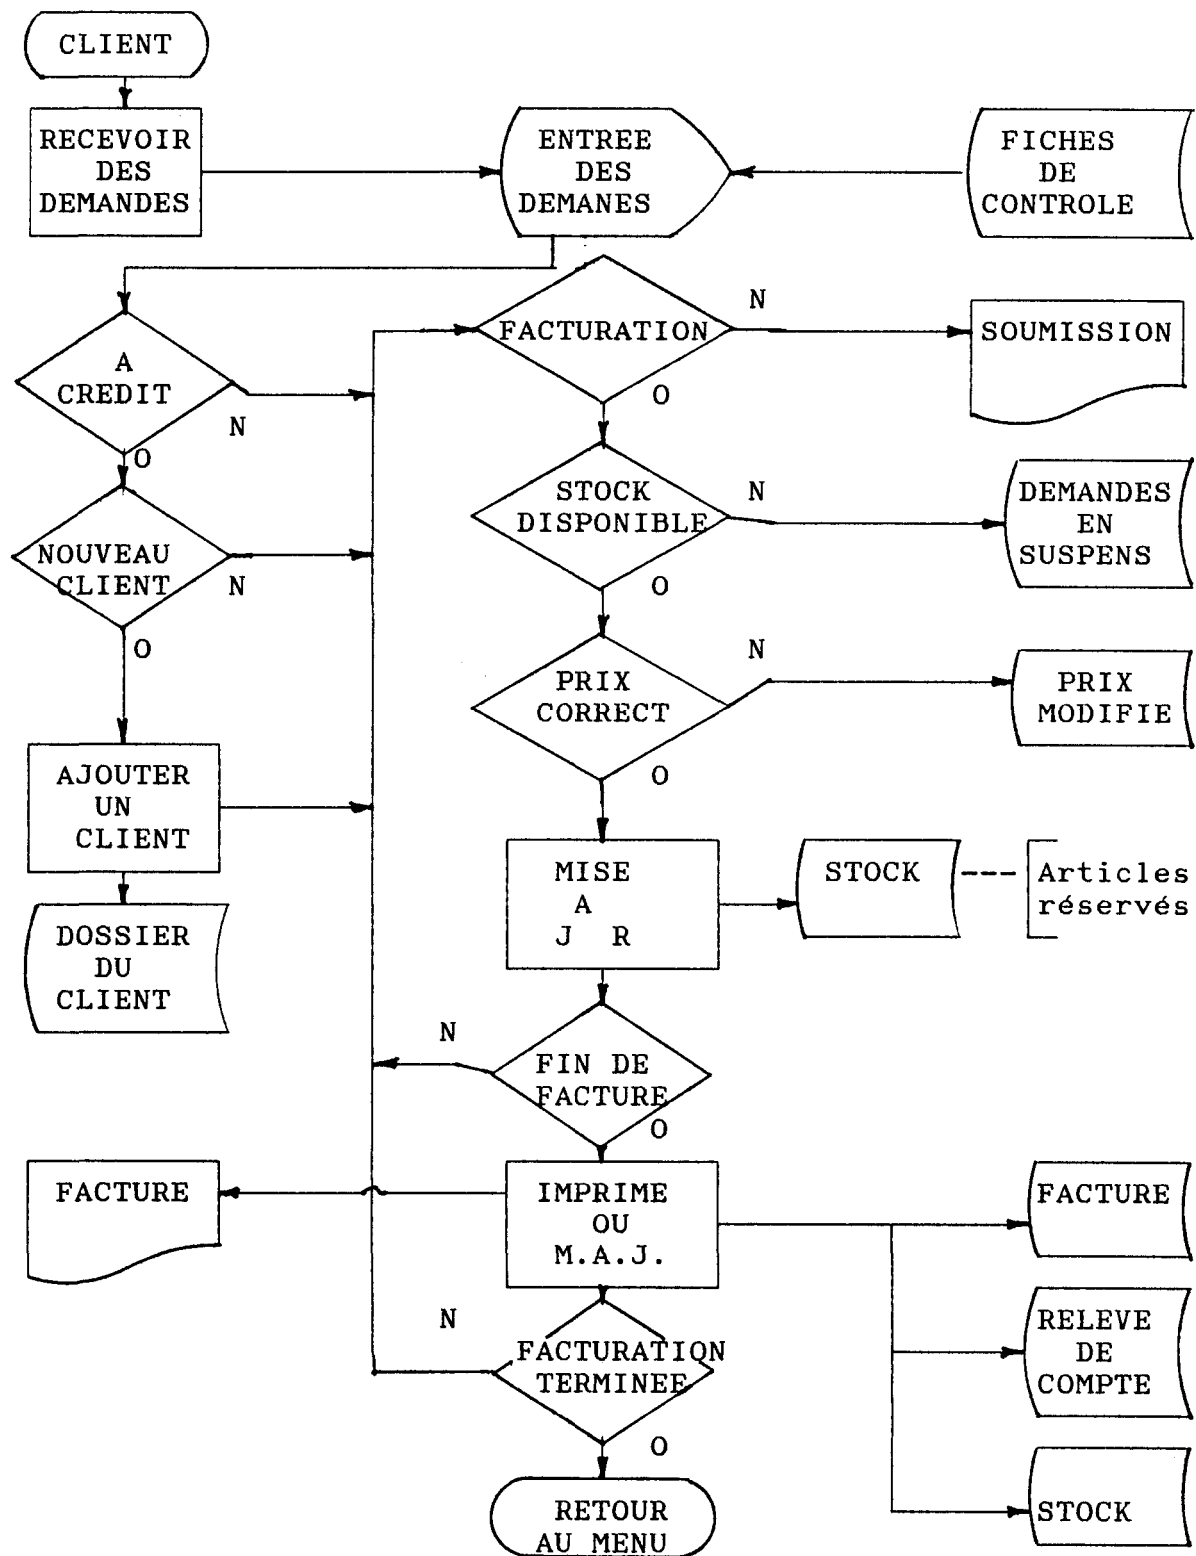 CLIENT
RECEVOIR
DES
DEMANDES
ENTREE
DES
DEMANES
FICHES
DE
CONTROLE
A
CREDIT
N
O
FACTURATION
N
O
SOUMISSION
NOUVEAU
CLIENT
N
O
STOCK
DISPONIBLE
N
O
DEMANDES
EN
SUSPENS
PRIX
CORRECT
N
O
PRIX
MODIFIE
AJOUTER
UN
CLIENT
DOSSIER
DU
CLIENT
MISE
A
J R
STOCK
Articles
réservés
FIN DE
FACTURE
N
O
FACTURE
IMPRIME
OU
M.A.J.
FACTURE
RELEVE
DE
COMPTE
STOCK
N
FACTURATION
TERMINEE
O
RETOUR
AU MENU